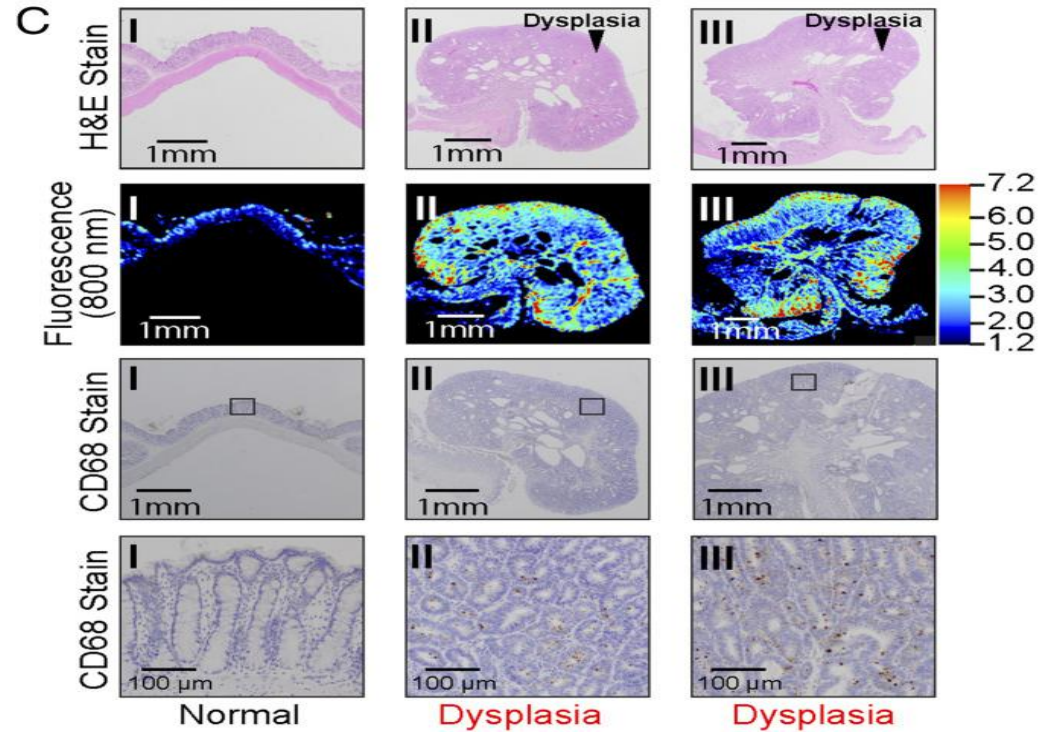 C
H&E Stain
I
1mm
II
Dysplasia
1mm
III
Dysplasia
1mm
Fluorescence
(800 nm)
I
1mm
II
1mm
III
1mm
7.2
6.0
4.0
3.0
2.0
1.2
CD68 Stain
I
1mm
II
1mm
III
1mm
CD68 Stain
I
100 μm
II
100 μm
III
100 μm
Normal
Dysplasia
Dysplasia